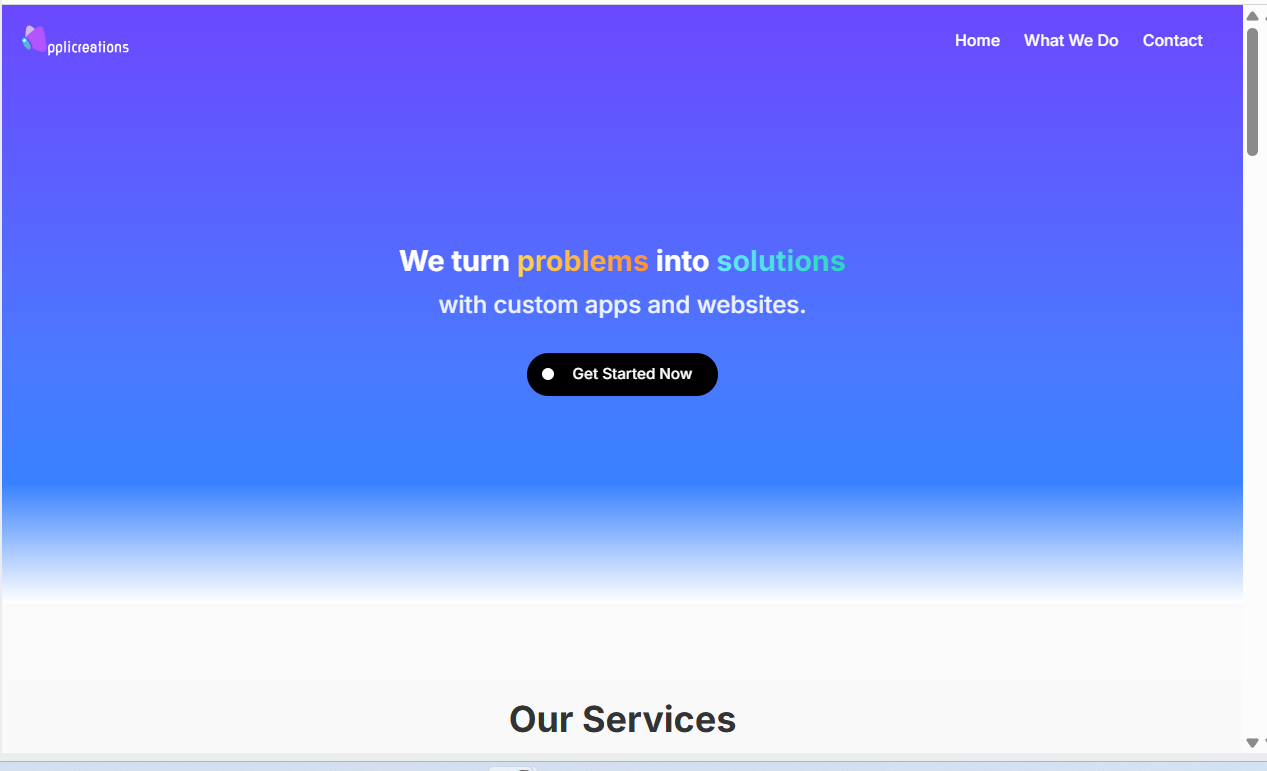 pplicreations
Home What We Do Contact
We turn problems into solutions
with custom apps and websites.
Get Started Now
Our Services